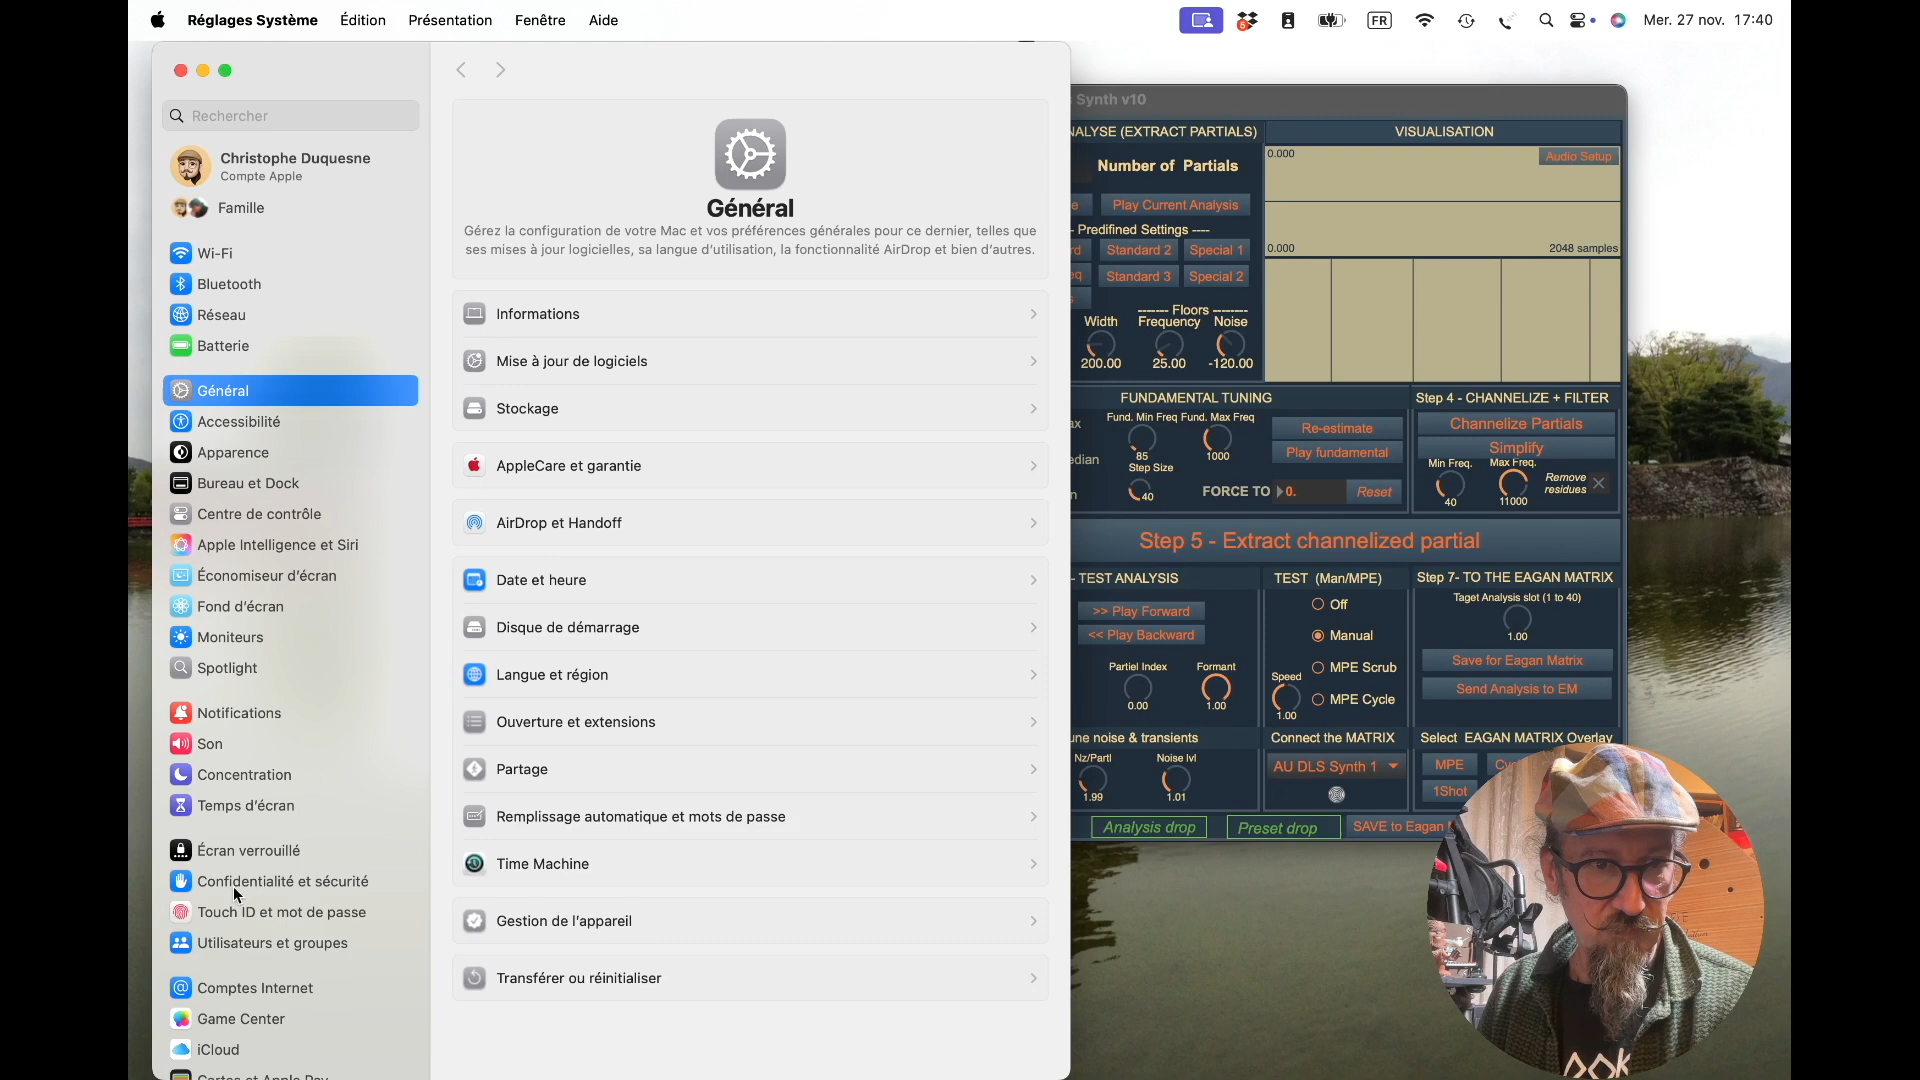 Réglages Système Édition Présentation Fenêtre Aide
5 FR Mer. 27 nov. 17:40
Rechercher
Christophe Duquesne
Compte Apple
Famille
Wi-Fi
Bluetooth
Réseau
Batterie
Général
Accessibilité
Apparence
Bureau et Dock
Centre de contrôle
Apple Intelligence et Siri
Économiseur d’écran
Fond d’écran
Moniteurs
Spotlight
Notifications
Son
Concentration
Temps d’écran
Écran verrouillé
Confidentialité et sécurité
Touch ID et mot de passe
Utilisateurs et groupes
Comptes Internet
Game Center
iCloud
Général
Gérez la configuration de votre Mac et vos préférences générales pour ce dernier, telles que
ses mises à jour logicielles, sa langue d’utilisation, la fonctionnalité AirDrop et bien d’autres.
Informations
Mise à jour de logiciels
Stockage
AppleCare et garantie
AirDrop et Handoff
Date et heure
Disque de démarrage
Langue et région
Ouverture et extensions
Partage
Remplissage automatique et mots de passe
Time Machine
Gestion de l’appareil
Transférer ou réinitialiser
Synth v10
NALYSE (EXTRACT PARTIALS) VISUALISATION
Number of Partials
0.000 Audio Setup
Play Current Analysis
- Predifined Settings ----
Standard 2 Special 1
0.000 2048 samples
Standard 3 Special 2
------- Floors --------
Width Frequency Noise
200.00 25.00 -120.00
FUNDAMENTAL TUNING Step 4 - CHANNELIZE + FILTER
Fund. Min Freq Fund. Max Freq
Re-estimate Channelize Partials
Play fundamental Simplify
85 1000
Step Size
40
FORCE TO 0. Reset
Min Freq. Max Freq.
40 11000
Remove
residues
Step 5 - Extract channelized partial
- TEST ANALYSIS TEST (Man/MPE) Step 7- TO THE EAGAN MATRIX
>> Play Forward
<< Play Backward
Partiel Index Formant
0.00 1.00
Off
Manual
MPE Scrub
MPE Cycle
Speed
1.00
Taget Analysis slot (1 to 40)
1.00
Save for Eagan Matrix
Send Analysis to EM
une noise & transients Connect the MATRIX Select EAGAN MATRIX Overlay
Nz/Partl Noise lvl
1.99 1.01
AU DLS Synth 1
MPE
1Shot
Analysis drop Preset drop SAVE to Eagan